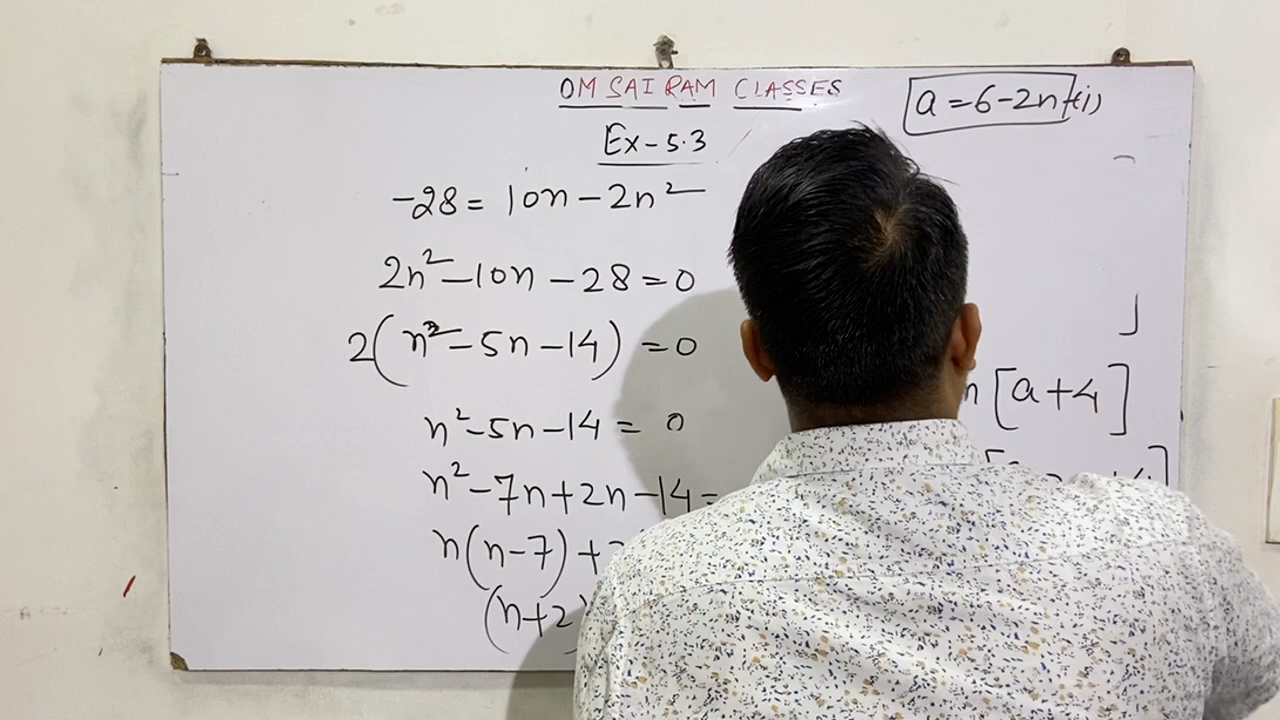 OM SAI RAM CLASSES
a = 6-2n -(i)
Ex-5.3
-28 = 10n - 2n²
2n² - 10n - 28 = 0
2(n² - 5n - 14) = 0
n² - 5n - 14 = 0
n² - 7n + 2n - 14 =
n(n-7) +
(n+2)
n [a+4]